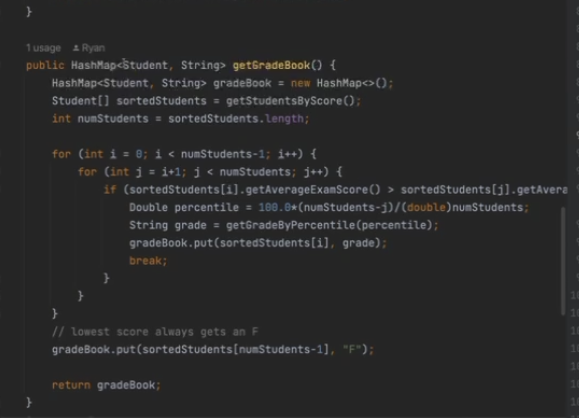 }
1 usage Ryan
public HashMap<Student, String> getGradeBook() {
HashMap<Student, String> gradeBook = new HashMap<>();
Student[] sortedStudents = getStudentsByScore();
int numStudents = sortedStudents.length;
for (int i = 0; i < numStudents-1; i++) {
for (int j = i+1; j < numStudents; j++) {
if (sortedStudents[i].getAverageExamScore() > sortedStudents[j].getAvera
Double percentile = 100.0*(numStudents-j)/(double)numStudents;
String grade = getGradeByPercentile(percentile);
gradeBook.put(sortedStudents[i], grade);
break;
}
}
}
// lowest score always gets an F
gradeBook.put(sortedStudents[numStudents-1], "F");
return gradeBook;
}